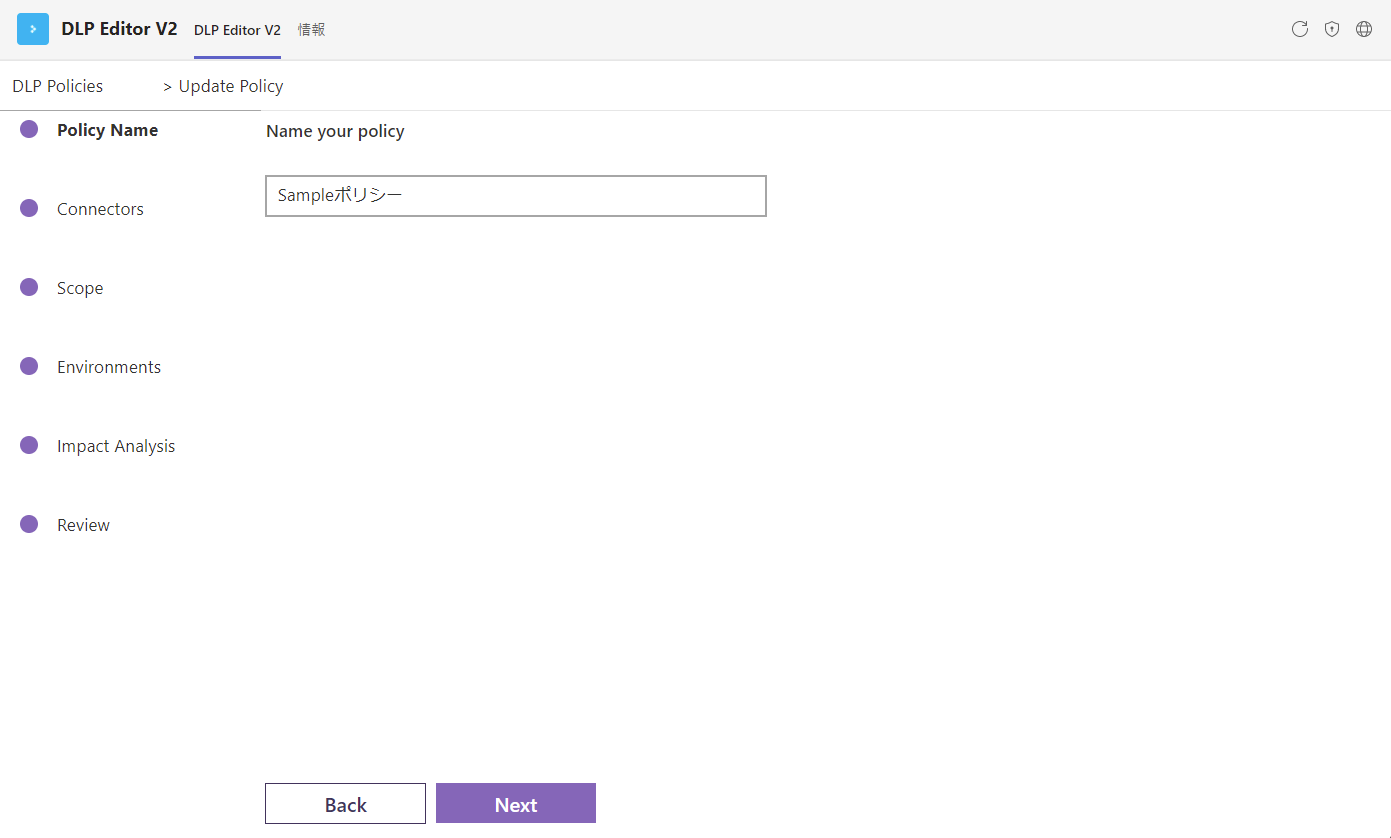 DLP Editor V2 DLP Editor V2 情報
DLP Policies > Update Policy
Policy Name
Name your policy
Sampleポリシー
Connectors
Scope
Environments
Impact Analysis
Review
Back Next